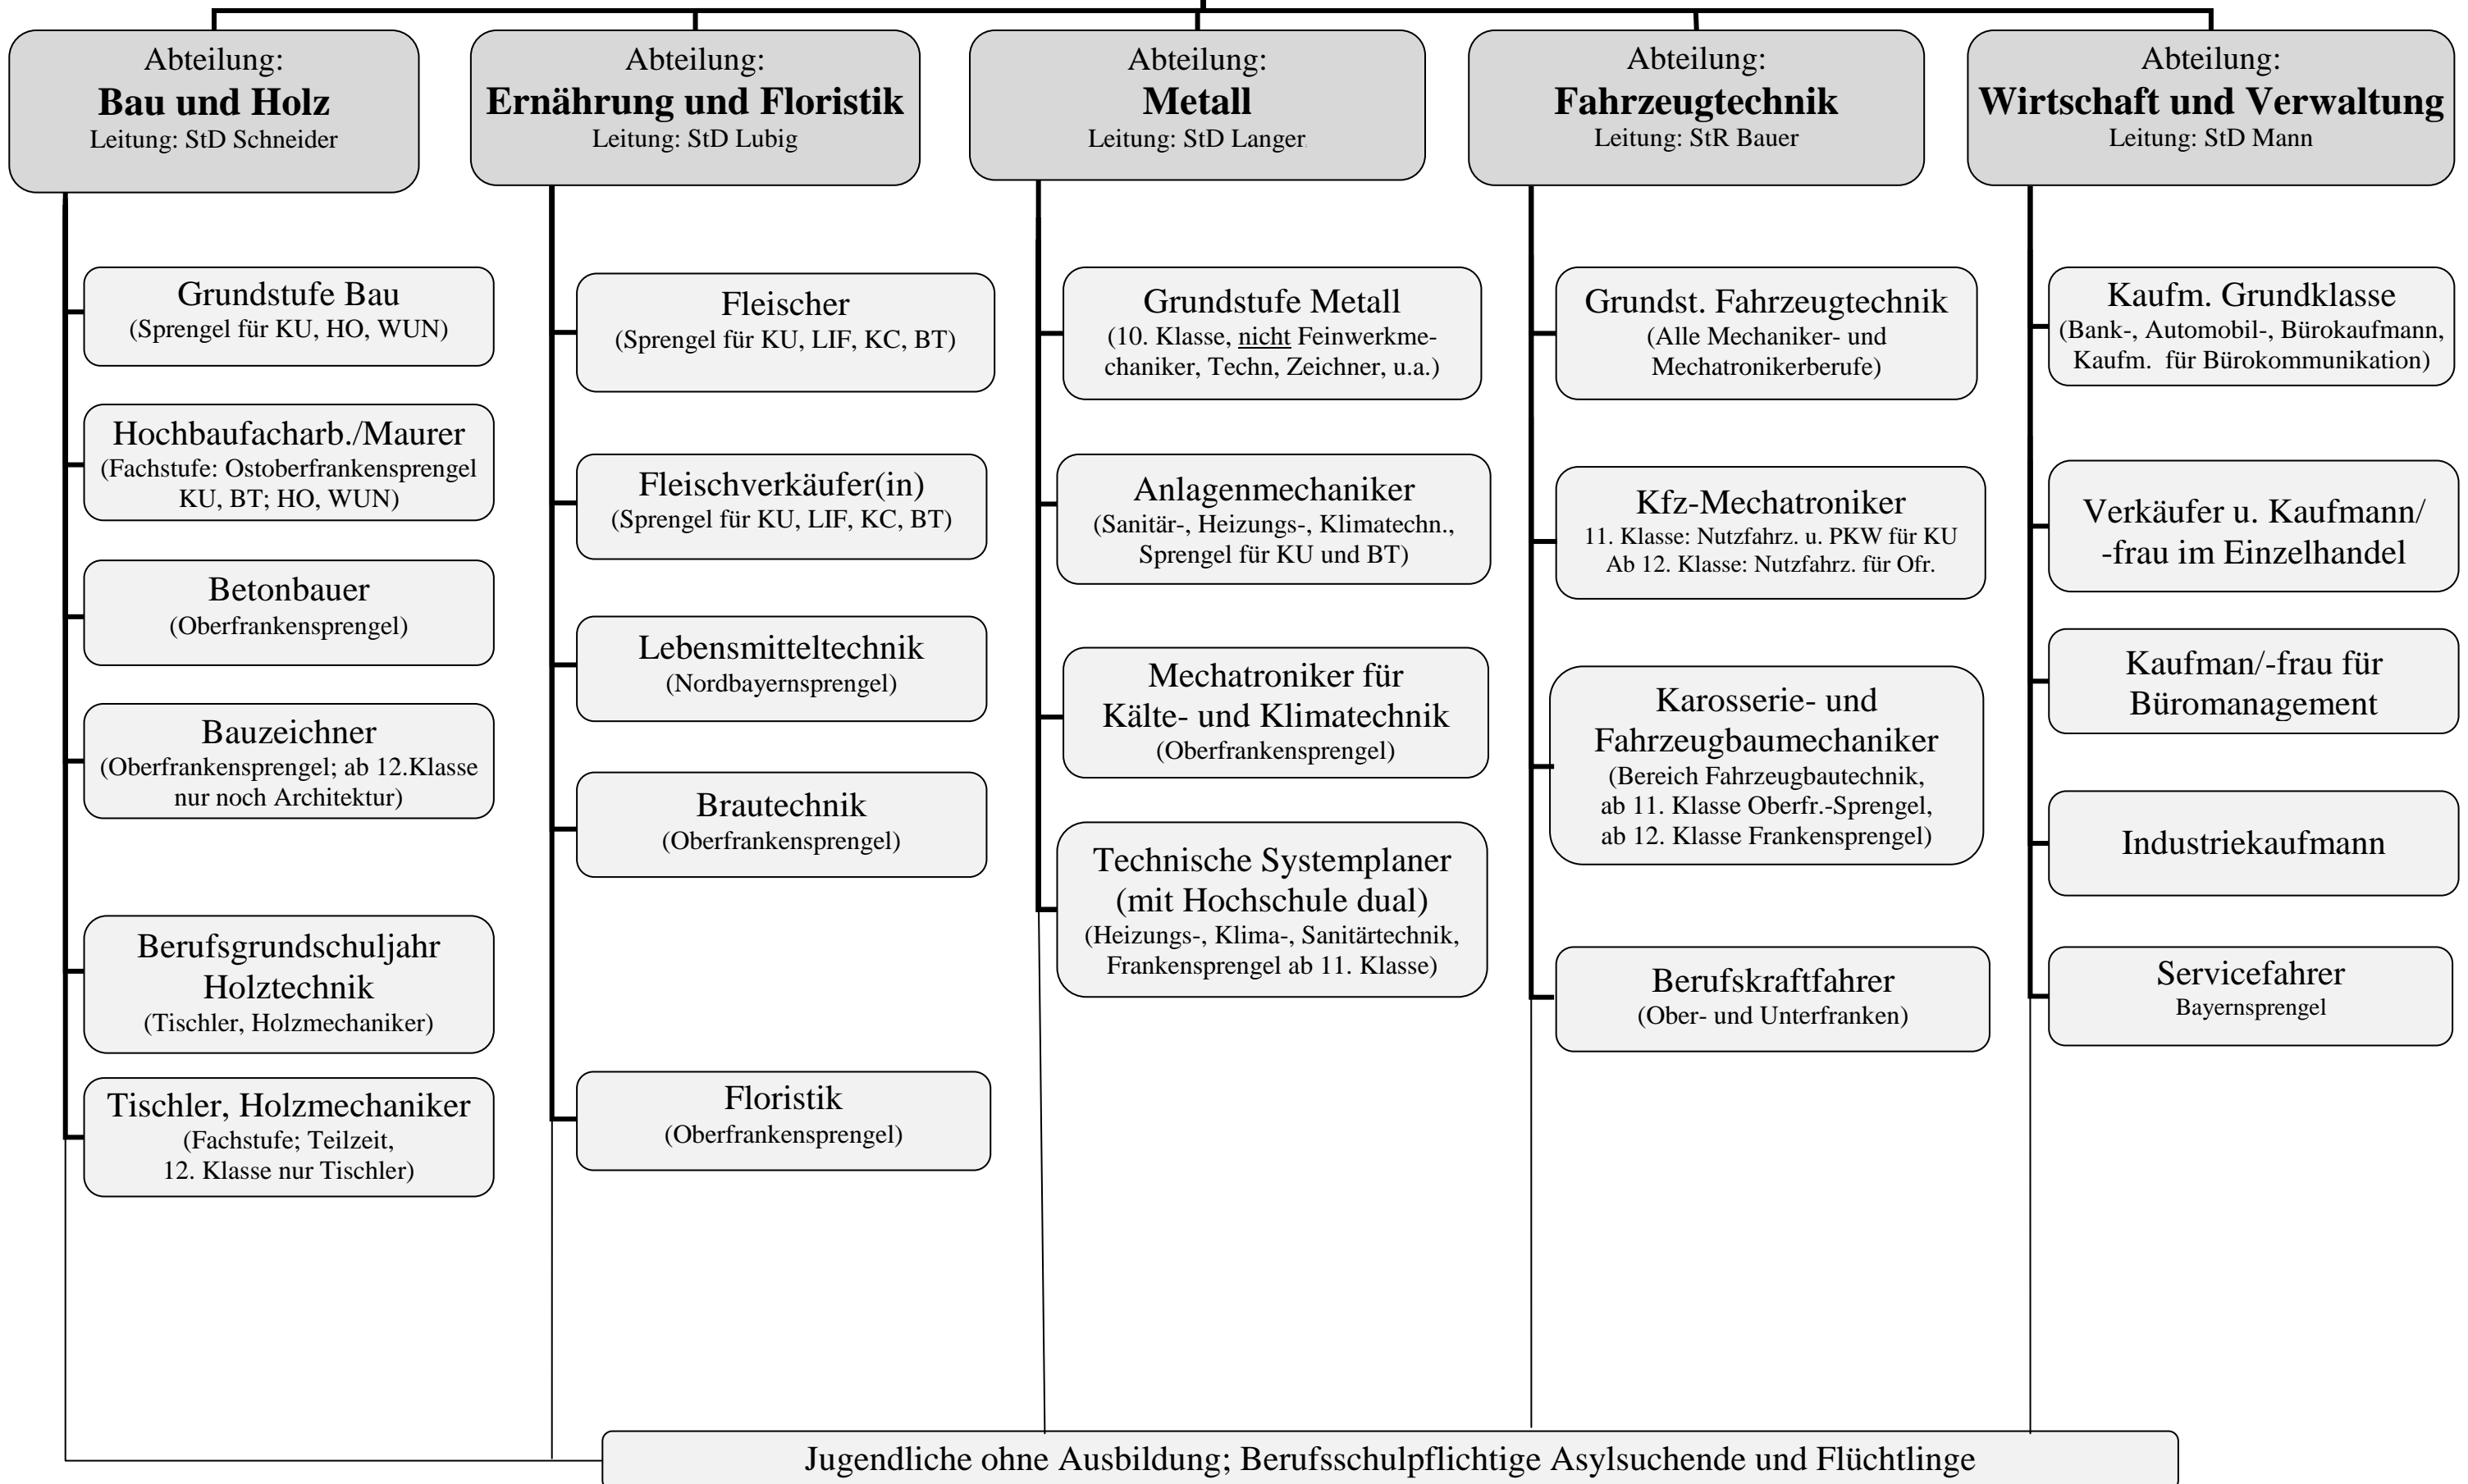 Abteilung:
Bau und Holz
Leitung: StD Schneider
Grundstufe Bau
(Sprengel für KU, HO, WUN)
Hochbaufacharb./Maurer
(Fachstufe: Ostoberfrankensprengel
KU, BT; HO, WUN)
Betonbauer
(Oberfrankensprengel)
Bauzeichner
(Oberfrankensprengel; ab 12.Klasse
nur noch Architektur)
Berufsgrundschuljahr
Holztechnik
(Tischler, Holzmechaniker)
Tischler, Holzmechaniker
(Fachstufe; Teilzeit,
12. Klasse nur Tischler)
Abteilung:
Ernährung und Floristik
Leitung: StD Lubig
Fleischer
(Sprengel für KU, LIF, KC, BT)
Fleischverkäufer(in)
(Sprengel für KU, LIF, KC, BT)
Lebensmitteltechnik
(Nordbayernsprengel)
Brautechnik
(Oberfrankensprengel)
Floristik
(Oberfrankensprengel)
Abteilung:
Metall
Leitung: StD Langer
Grundstufe Metall
(10. Klasse, nicht Feinwerkme-
chaniker, Techn, Zeichner, u.a.)
Anlagenmechaniker
(Sanitär-, Heizungs-, Klimatechn.,
Sprengel für KU und BT)
Mechatroniker für
Kälte- und Klimatechnik
(Oberfrankensprengel)
Technische Systemplaner
(mit Hochschule dual)
(Heizungs-, Klima-, Sanitärtechnik,
Frankensprengel ab 11. Klasse)
Abteilung:
Fahrzeugtechnik
Leitung: StR Bauer
Grundst. Fahrzeugtechnik
(Alle Mechaniker- und
Mechatronikerberufe)
Kfz-Mechatroniker
11. Klasse: Nutzfahrz. u. PKW für KU
Ab 12. Klasse: Nutzfahrz. für Ofr.
Karosserie- und
Fahrzeugbaumechaniker
(Bereich Fahrzeugbautechnik,
ab 11. Klasse Oberfr.-Sprengel,
ab 12. Klasse Frankensprengel)
Berufskraftfahrer
(Ober- und Unterfranken)
Abteilung:
Wirtschaft und Verwaltung
Leitung: StD Mann
Kaufm. Grundklasse
(Bank-, Automobil-, Bürokaufmann,
Kaufm. für Bürokommunikation)
Verkäufer u. Kaufmann/
-frau im Einzelhandel
Kaufman/-frau für
Büromanagement
Industriekaufmann
Servicefahrer
Bayernsprengel
Jugendliche ohne Ausbildung; Berufsschulpflichtige Asylsuchende und Flüchtlinge